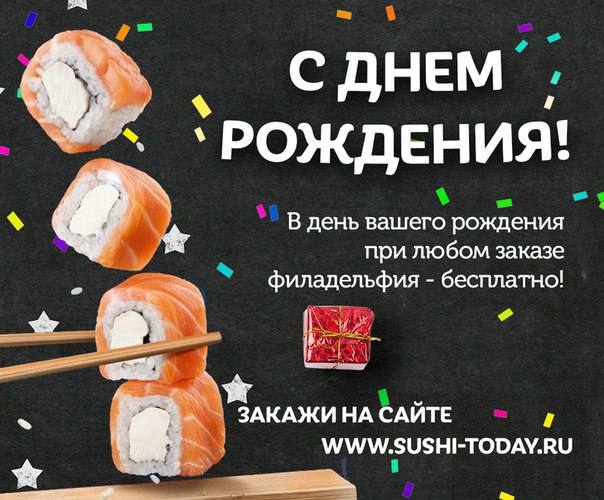 С ДНЕМ
РОЖДЕНИЯ!
В день вашего рождения
при любом заказе
филадельфия - бесплатно!
ЗАКАЖИ НА САЙТЕ
WWW.SUSHI-TODAY.RU